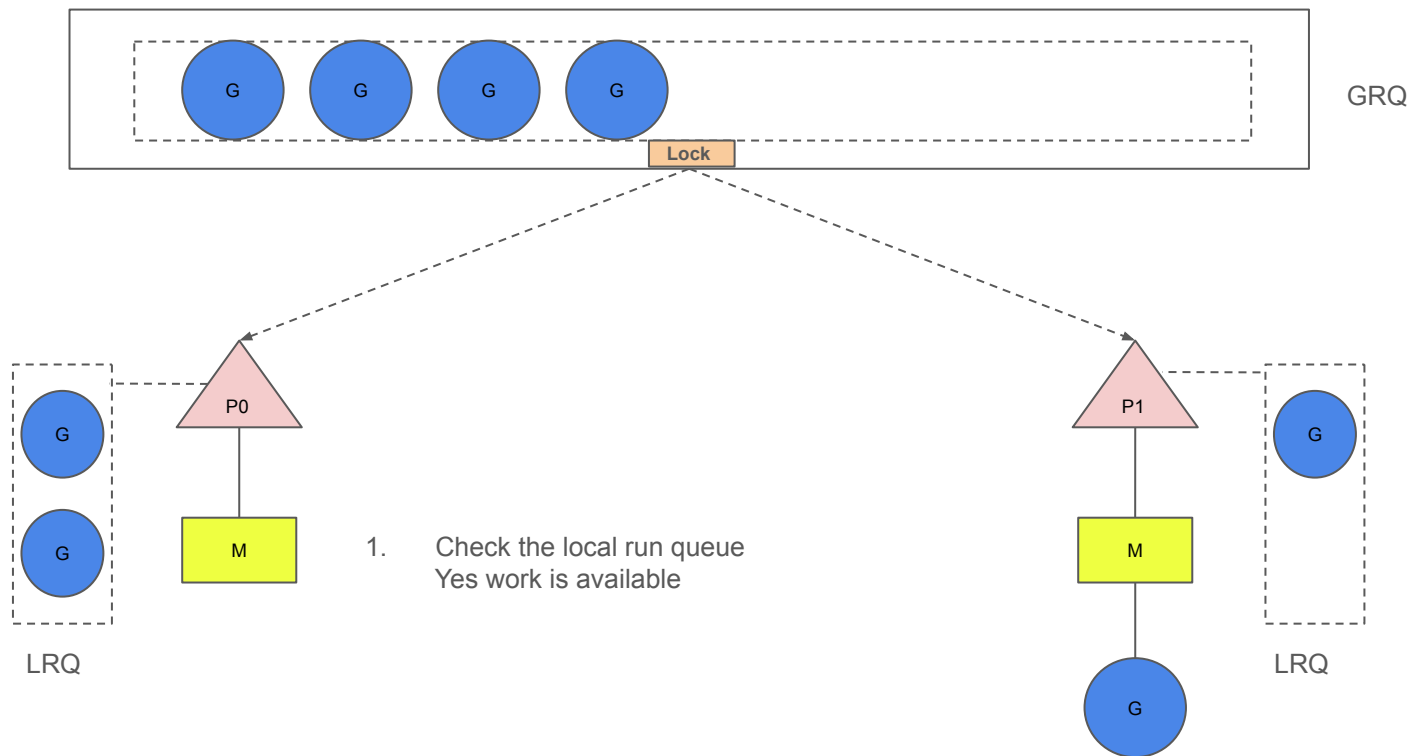 G G G G
GRQ
Lock
P0
P1
G
G
G
M
1. Check the local run queue
Yes work is available
M
LRQ
LRQ
G